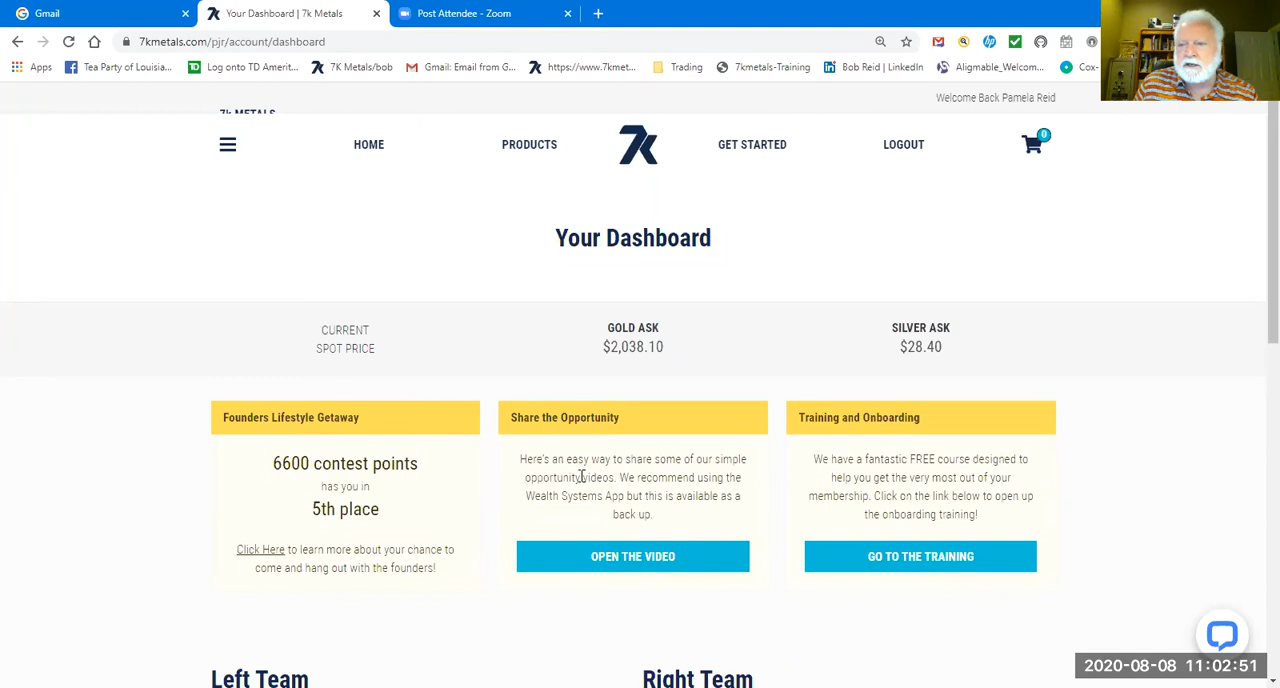 Gmail
Your Dashboard | 7k Metals
Post Attendee - Zoom
7kmetals.com/pjr/account/dashboard
Apps
Tea Party of Louisia...
Log onto TD Amerit...
7K Metals/bob
Gmail: Email from G...
https://www.7kmet...
Trading
7kmetals-Training
Bob Reid | LinkedIn
Alignable_Welcom...
Cox-
Welcome Back Pamela Reid
7k METALS
HOME
PRODUCTS
7k
GET STARTED
LOGOUT
0
Your Dashboard
CURRENT
SPOT PRICE
GOLD ASK
$2,038.10
SILVER ASK
$28.40
Founders Lifestyle Getaway
6600 contest points
has you in
5th place
Click Here to learn more about your chance to
come and hang out with the founders!
Share the Opportunity
Here's an easy way to share some of our simple
opportunity videos. We recommend using the
Wealth Systems App but this is available as a
back up.
OPEN THE VIDEO
Training and Onboarding
We have a fantastic FREE course designed to
help you get the very most out of your
membership. Click on the link below to open up
the onboarding training!
GO TO THE TRAINING
Left Team
Right Team
2020-08-08 11:02:51